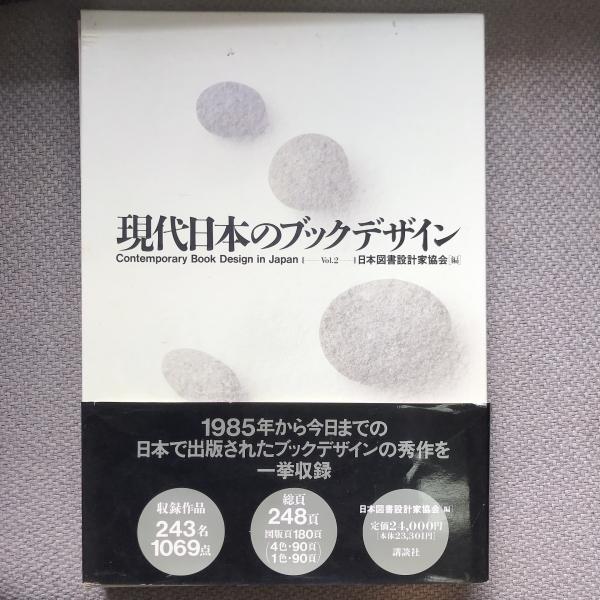 現代日本のブックデザイン
Contemporary Book Design in Japan [——Vol.2——] 日本図書設計家協会[編]
1985年から今日までの
日本で出版されたブックデザインの秀作を
一挙収録
収録作品
243名
1069点
総頁
248頁
図版頁180頁
(4色・90頁
1色・90頁)
日本図書設計家協会 編
定価24,000円
[本体23,301円]
講談社